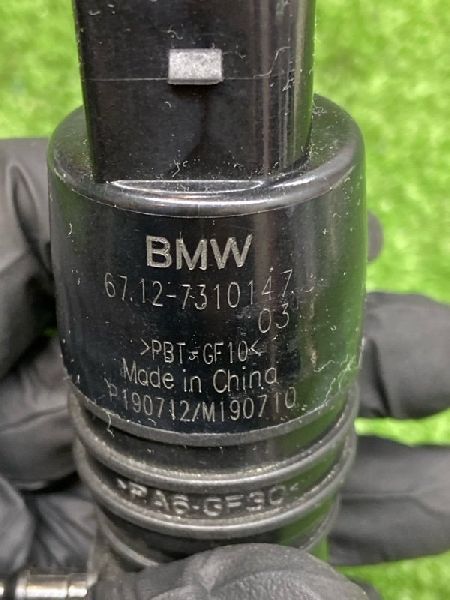 BMW
67.12-7310147
03
>PBT-GF10<
Made in China
P190712/M190710
>PA6-GF30<